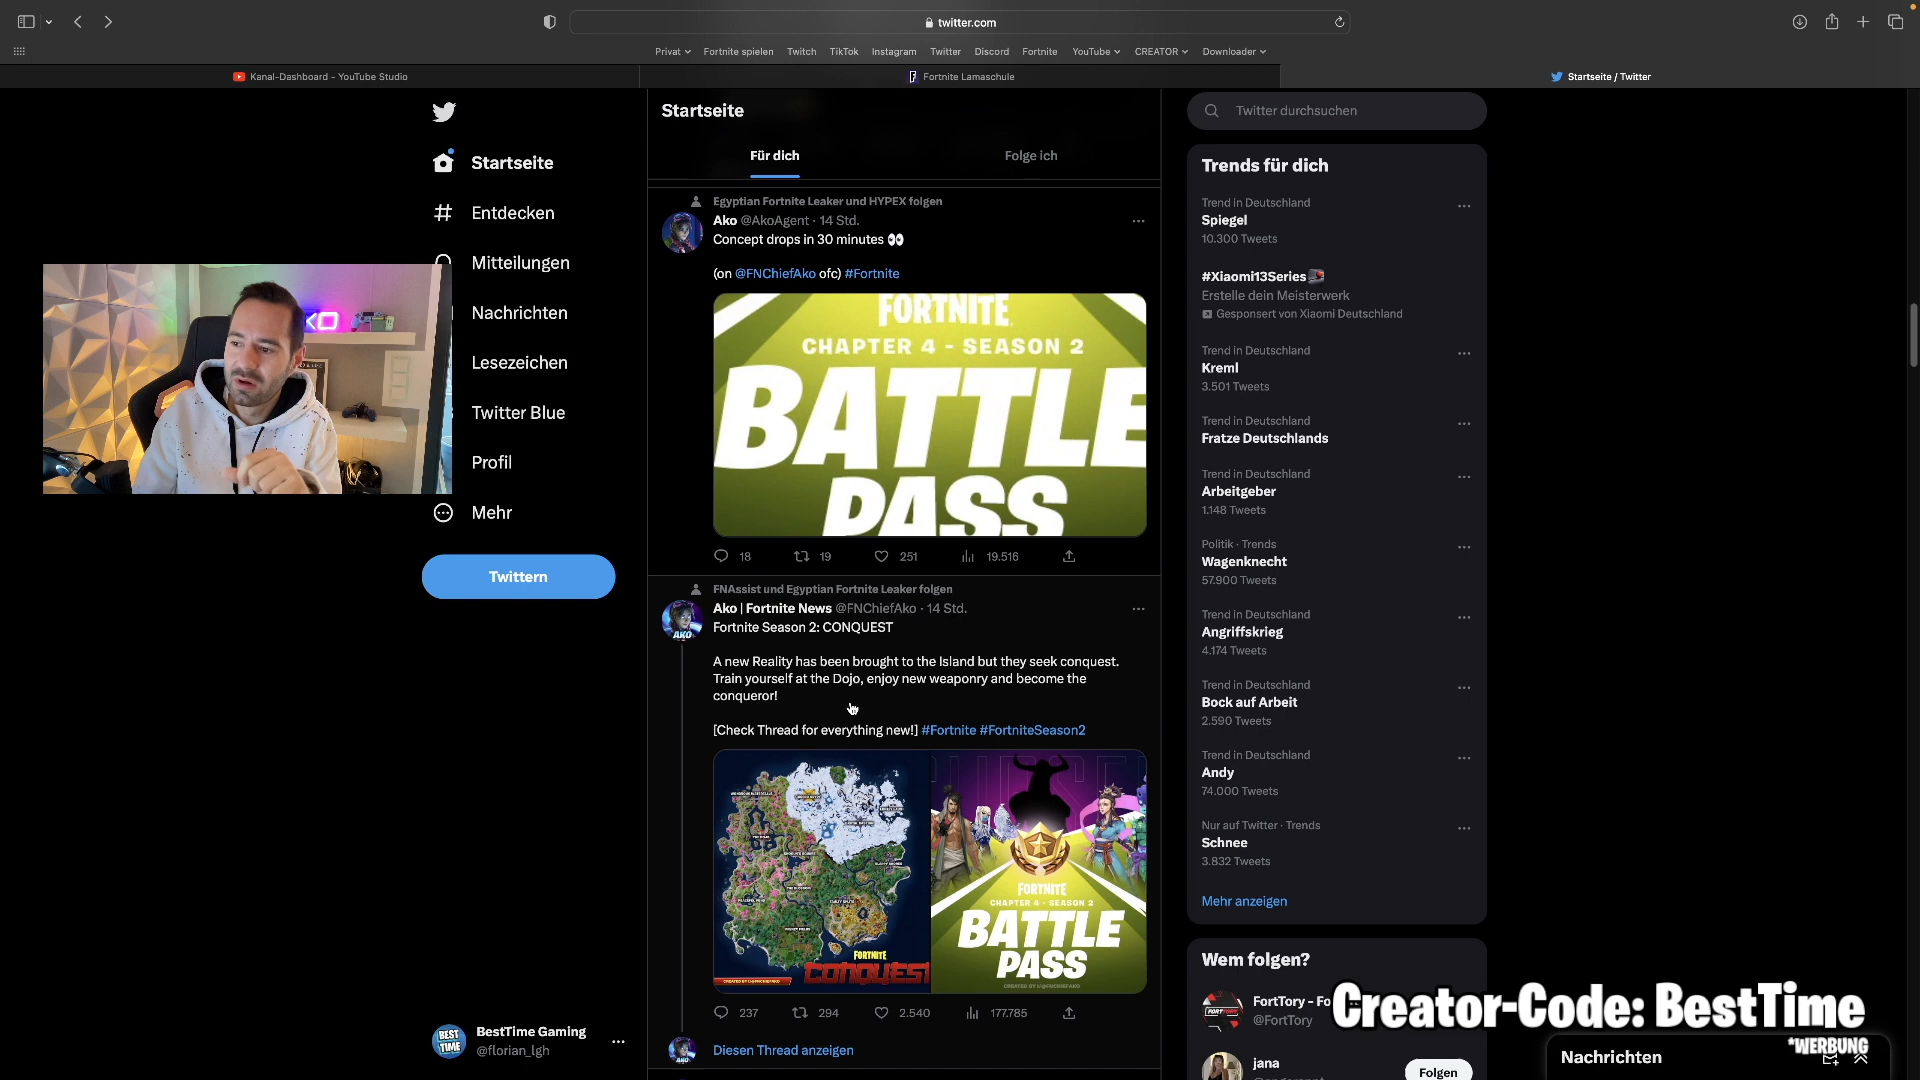 twitter.com
Privat
Fortnite spielen
Twitch
TikTok
Instagram
Twitter
Discord
Fortnite
YouTube
CREATOR
Downloader
Kanal-Dashboard - YouTube Studio
Fortnite Lamaschule
Startseite / Twitter
Startseite
Entdecken
Mitteilungen
Nachrichten
Lesezeichen
Twitter Blue
Profil
Mehr
Twittern
BEST TIME
BestTime Gaming
@florian_lgh
Startseite
Für dich
Folge ich
Egyptian Fortnite Leaker und HYPEX folgen
Ako @AkoAgent · 14 Std.
Concept drops in 30 minutes 👀
(on @FNChiefAko ofc) #Fortnite
FORTNITE
CHAPTER 4 - SEASON 2
BATTLE
PASS
18 19 251 19.516
FNAssist und Egyptian Fortnite Leaker folgen
Ako | Fortnite News @FNChiefAko · 14 Std.
Fortnite Season 2: CONQUEST
A new Reality has been brought to the Island but they seek conquest.
Train yourself at the Dojo, enjoy new weaponry and become the
conqueror!
[Check Thread for everything new!] #Fortnite #FortniteSeason2
FORTNITE
CONQUEST
FORTNITE
CHAPTER 4 - SEASON 2
BATTLE
PASS
237 294 2.540 177.785
AKO
Diesen Thread anzeigen
Twitter durchsuchen
Trends für dich
Trend in Deutschland
Spiegel
10.300 Tweets
#Xiaomi13Series
Erstelle dein Meisterwerk
Gesponsert von Xiaomi Deutschland
Trend in Deutschland
Kreml
3.501 Tweets
Trend in Deutschland
Fratze Deutschlands
Trend in Deutschland
Arbeitgeber
1.148 Tweets
Politik · Trends
Wagenknecht
57.900 Tweets
Trend in Deutschland
Angriffskrieg
4.174 Tweets
Trend in Deutschland
Bock auf Arbeit
2.590 Tweets
Trend in Deutschland
Andy
74.000 Tweets
Nur auf Twitter · Trends
Schnee
3.832 Tweets
Mehr anzeigen
Wem folgen?
FortTory - Fo
@FortTory
jana
Folgen
Creator-Code: BestTime
*WERBUNG
Nachrichten